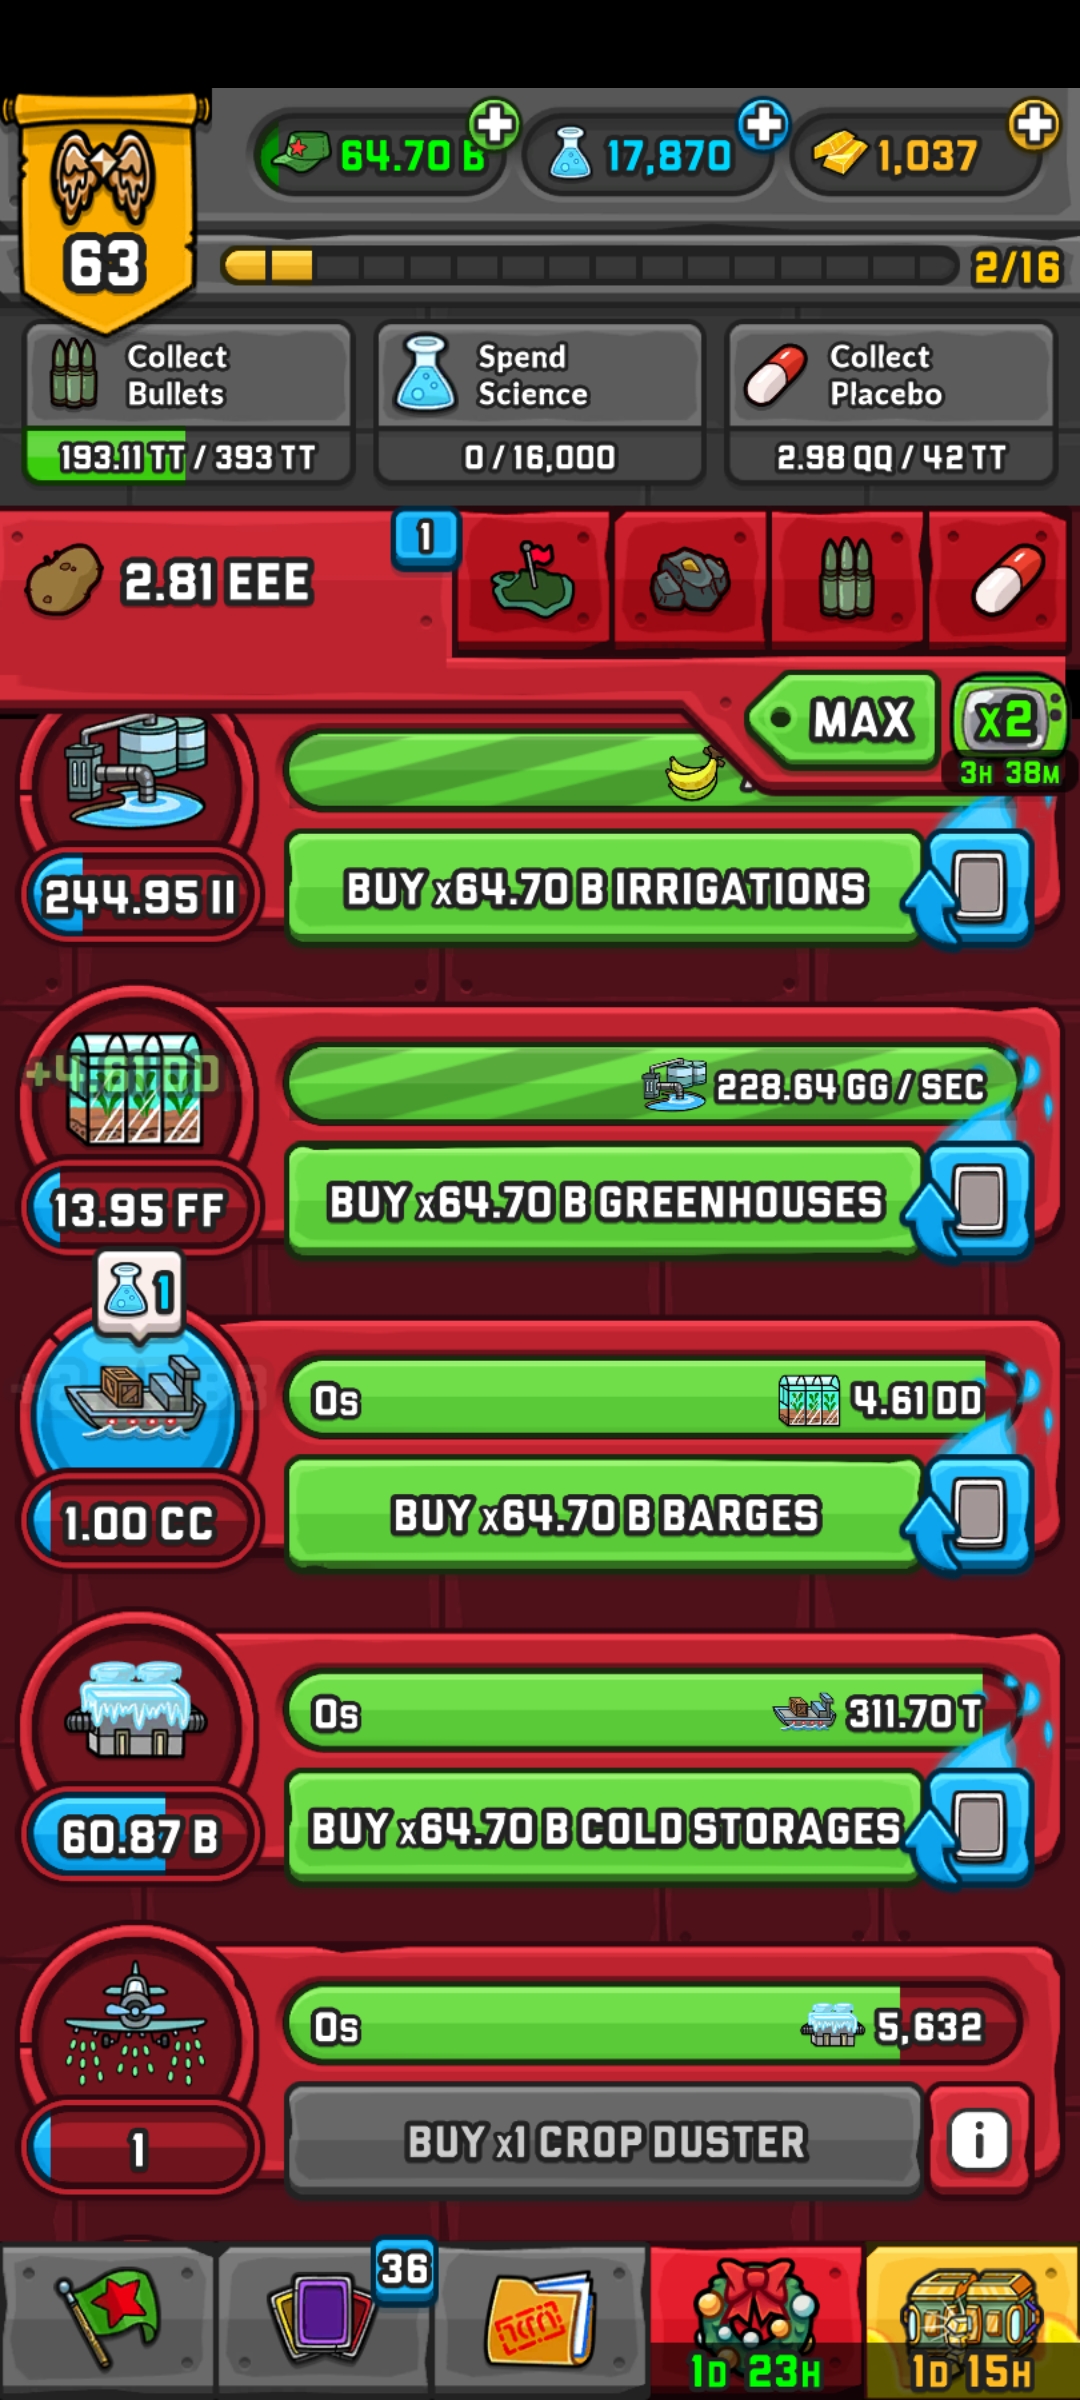 64.70 B
17,870
1,037
63
2/16
Collect
Bullets
193.11 TT / 393 TT
Spend
Science
0 / 16,000
Collect
Placebo
2.98 QQ / 42 TT
2.81 EEE
1
MAX
x2
3H 38M
244.95 II
BUY x64.70 B IRRIGATIONS
+4.61 DD
228.64 GG / SEC
13.95 FF
BUY x64.70 B GREENHOUSES
1
0s
4.61 DD
1.00 CC
BUY x64.70 B BARGES
0s
311.70 T
60.87 B
BUY x64.70 B COLD STORAGES
0s
5,632
1
BUY x1 CROP DUSTER
i
36
1D 23H
1D 15H